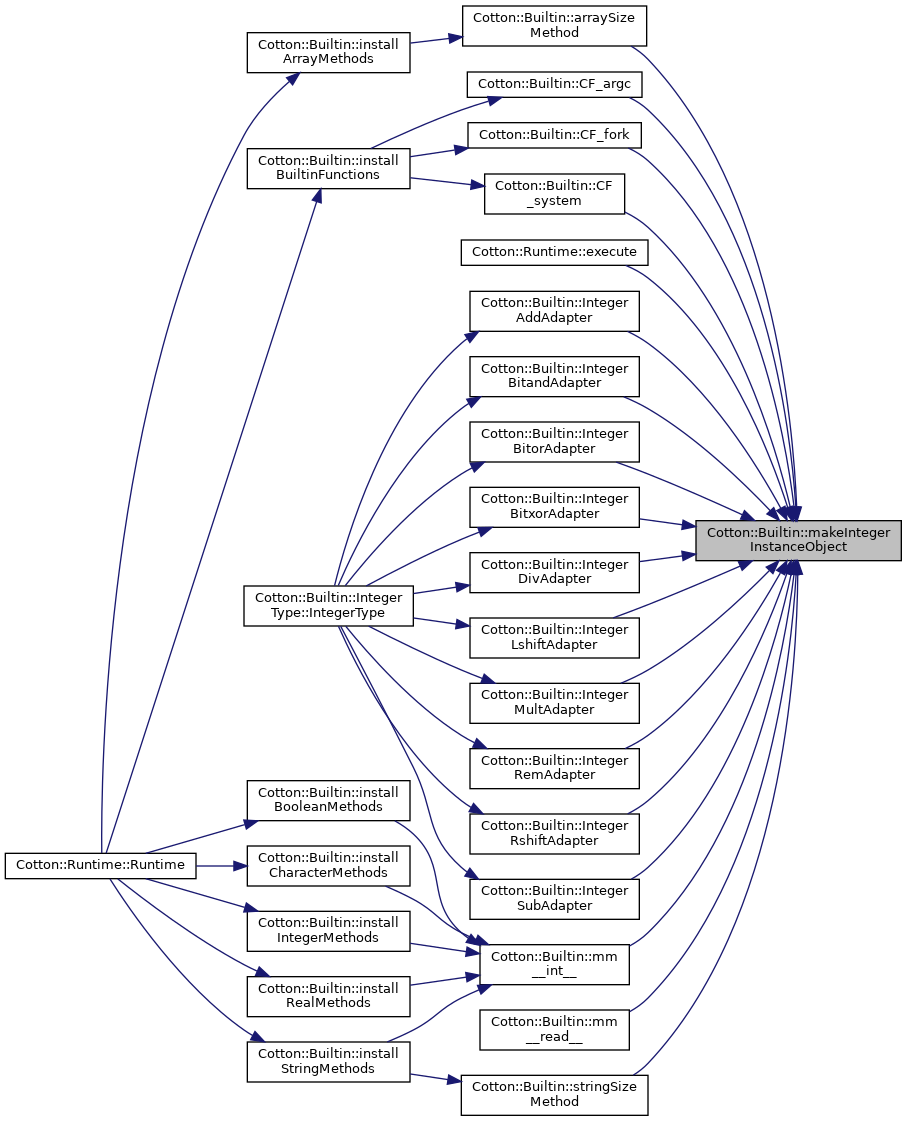 Cotton::Builtin::arraySize
Method
Cotton::Builtin::install
ArrayMethods
Cotton::Builtin::CF_argc
Cotton::Builtin::CF_fork
Cotton::Builtin::install
BuiltinFunctions
Cotton::Builtin::CF
_system
Cotton::Runtime::execute
Cotton::Builtin::Integer
AddAdapter
Cotton::Builtin::Integer
BitandAdapter
Cotton::Builtin::Integer
BitorAdapter
Cotton::Builtin::Integer
BitxorAdapter
Cotton::Builtin::makeInteger
InstanceObject
Cotton::Builtin::Integer
DivAdapter
Cotton::Builtin::Integer
Type::IntegerType
Cotton::Builtin::Integer
LshiftAdapter
Cotton::Builtin::Integer
MultAdapter
Cotton::Builtin::Integer
RemAdapter
Cotton::Builtin::install
BooleanMethods
Cotton::Builtin::Integer
RshiftAdapter
Cotton::Runtime::Runtime
Cotton::Builtin::install
CharacterMethods
Cotton::Builtin::Integer
SubAdapter
Cotton::Builtin::install
IntegerMethods
Cotton::Builtin::mm
__int__
Cotton::Builtin::install
RealMethods
Cotton::Builtin::mm
__read__
Cotton::Builtin::install
StringMethods
Cotton::Builtin::stringSize
Method